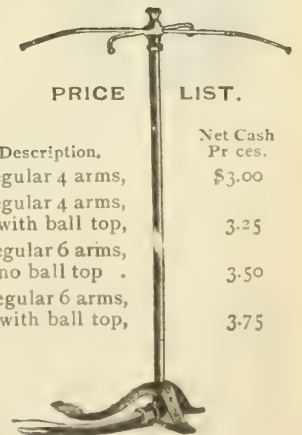 PRICE LIST.
Description. Net Cash
Pr ces.
egular 4 arms, $3.00
egular 4 arms,
with ball top, 3.25
egular 6 arms,
no ball top . 3.50
egular 6 arms,
with ball top, 3.75